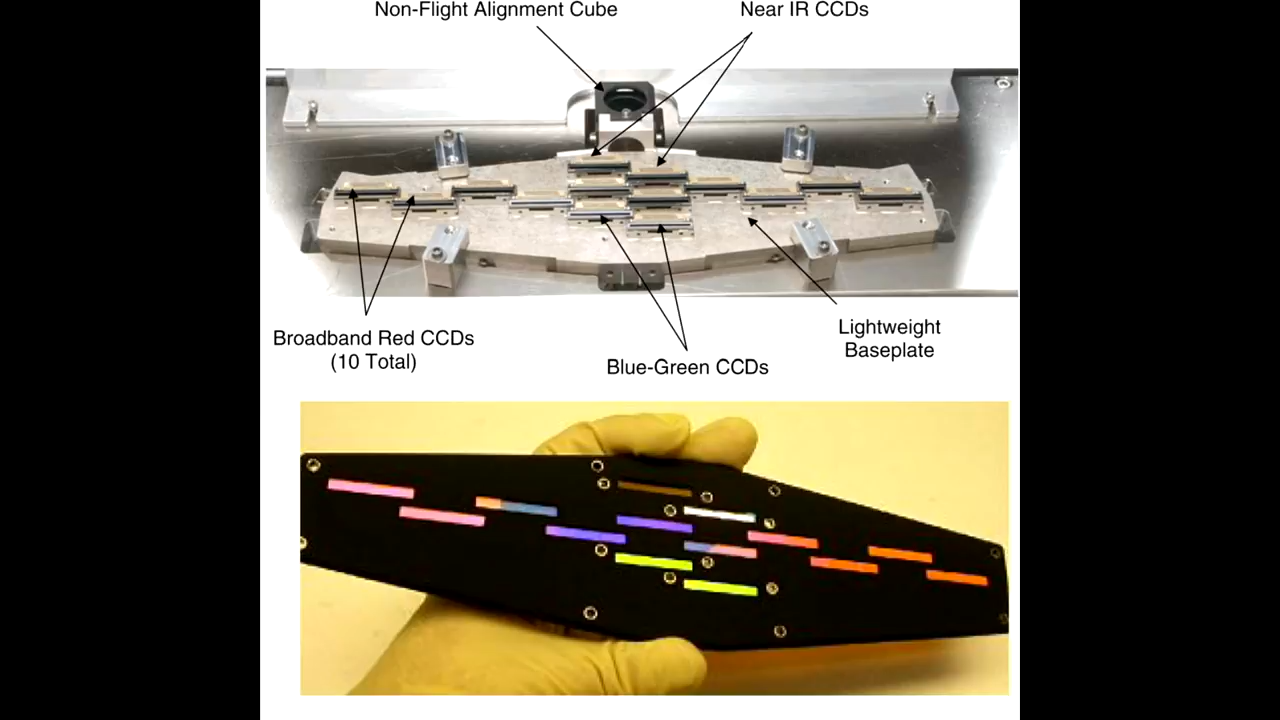 Non-Flight Alignment Cube
Near IR CCDs
Broadband Red CCDs
(10 Total)
Blue-Green CCDs
Lightweight
Baseplate